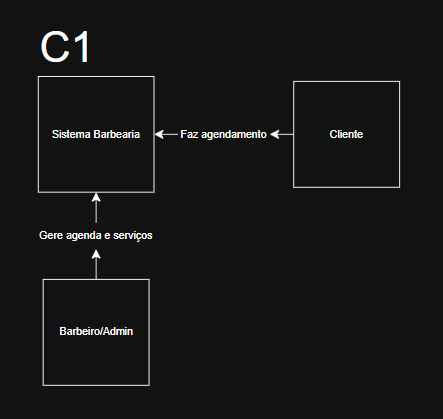 C1
Sistema Barbearia
Faz agendamento
Cliente
Gere agenda e serviços
Barbeiro/Admin